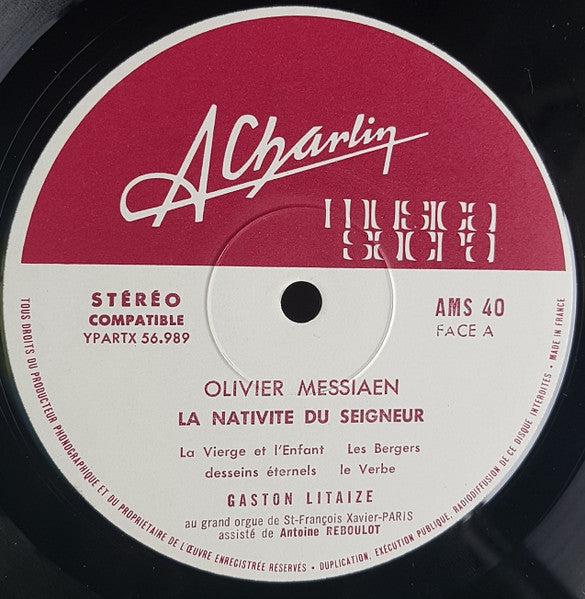 A Charlin
musica
sacra
STÉRÉO
COMPATIBLE
YPARTX 56.989
AMS 40
FACE A
OLIVIER MESSIAEN
LA NATIVITE DU SEIGNEUR
La Vierge et l'Enfant Les Bergers
desseins éternels le Verbe
GASTON LITAIZE
au grand orgue de St-François Xavier-PARIS
assisté de Antoine REBOULOT
TOUS DROITS DU PRODUCTEUR PHONOGRAPHIQUE ET DU PROPRIETAIRE DE L'ŒUVRE ENREGISTRÉE RÉSERVÉS • DUPLICATION, EXÉCUTION PUBLIQUE, RADIODIFFUSION DE CE DISQUE INTERDITES • MADE IN FRANCE